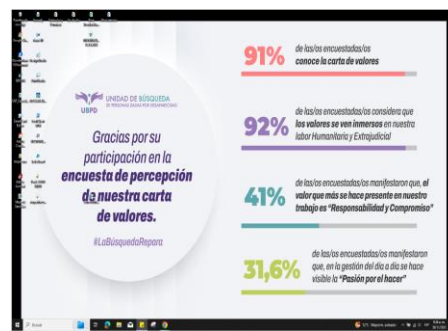 UNIDAD DE BÚSQUEDA
DE PERSONAS DADAS POR DESAPARECIDAS
UBPD
Gracias por su
participación en la
encuesta de percepción
de nuestra carta
de valores.
#LaBúsquedaRepara
91%
de las/os encuestadas/os
conoce la carta de valores
92%
de las/os encuestadas/os considera que
los valores se ven inmersos en nuestra
labor Humanitaria y Extrajudicial
41%
de las/os encuestadas/os manifestaron que, el
valor que más se hace presente en nuestro
trabajo es "Responsabilidad y Compromiso"
31,6%
de las/os encuestadas/os manifestaron
que, en la gestión del día a día se hace
visible la "Pasión por el hacer"